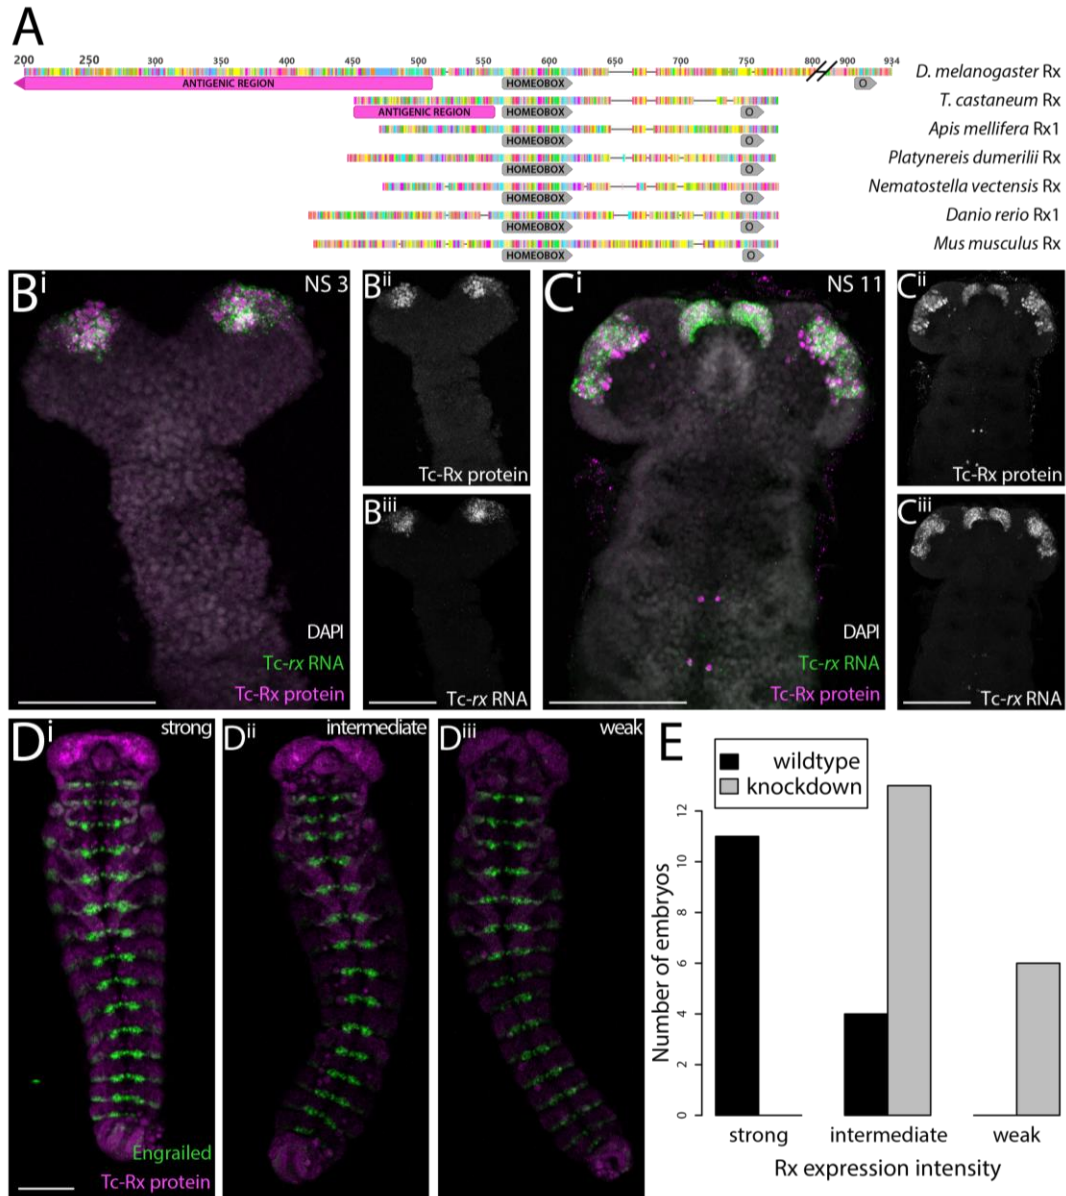 A
200 250 300 350 400 450 500 550 600 650 700 750 800 900 934
D. melanogaster Rx
ANTIGENIC REGION HOMEOBOX O
T. castaneum Rx
ANTIGENIC REGION HOMEOBOX O
Apis mellifera Rx1
HOMEOBOX O
Platynereis dumerilii Rx
HOMEOBOX O
Nematostella vectensis Rx
HOMEOBOX O
Danio rerio Rx1
HOMEOBOX O
Mus musculus Rx
HOMEOBOX O
Bi NS 3
DAPI
Tc-rx RNA
Tc-Rx protein
Bii
Tc-Rx protein
Biii
Tc-rx RNA
Ci NS 11
DAPI
Tc-rx RNA
Tc-Rx protein
Cii
Tc-Rx protein
Ciii
Tc-rx RNA
Di strong
Engrailed
Tc-Rx protein
Dii intermediate
Diii weak
E
wildtype
knockdown
Number of embryos
12
10
8
6
4
2
0
strong intermediate weak
Rx expression intensity